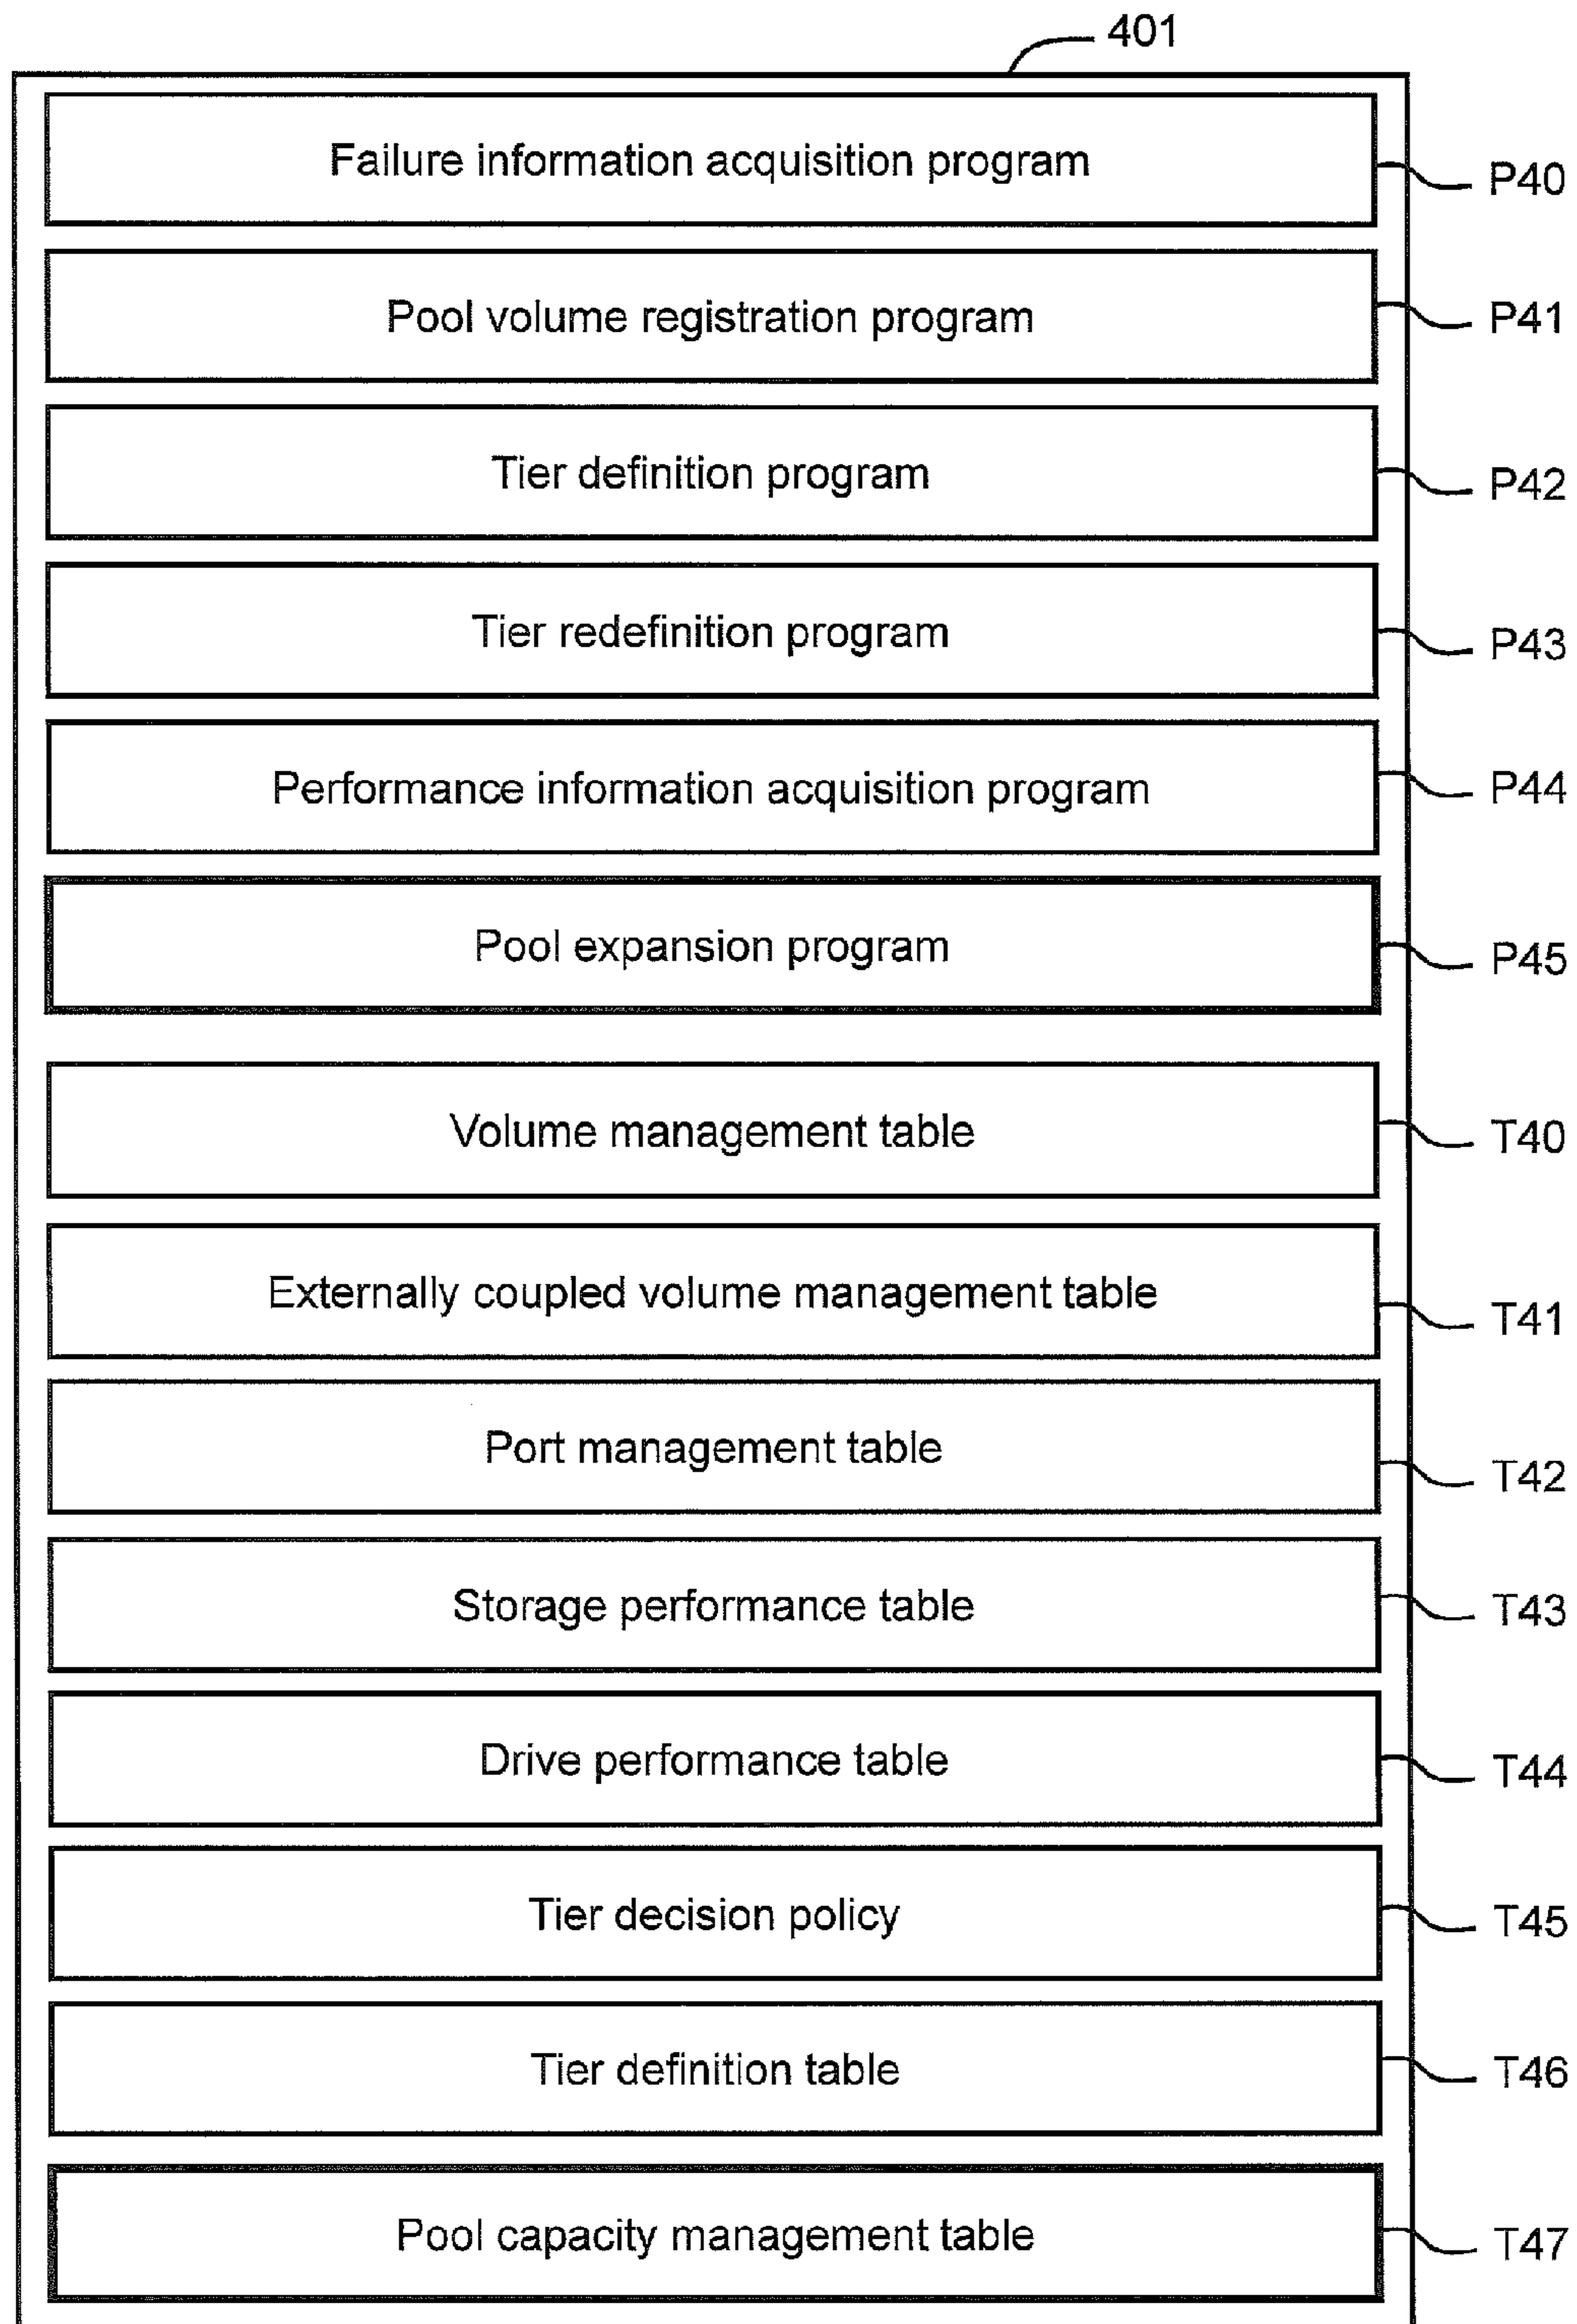 401
Failure information acquisition program
P40
Pool volume registration program
P41
Tier definition program
P42
Tier redefinition program
P43
Performance information acquisition program
P44
Pool expansion program
P45
Volume management table
T40
Externally coupled volume management table
T41
Port management table
T42
Storage performance table
T43
Drive performance table
T44
Tier decision policy
T45
Tier definition table
T46
Pool capacity management table
T47